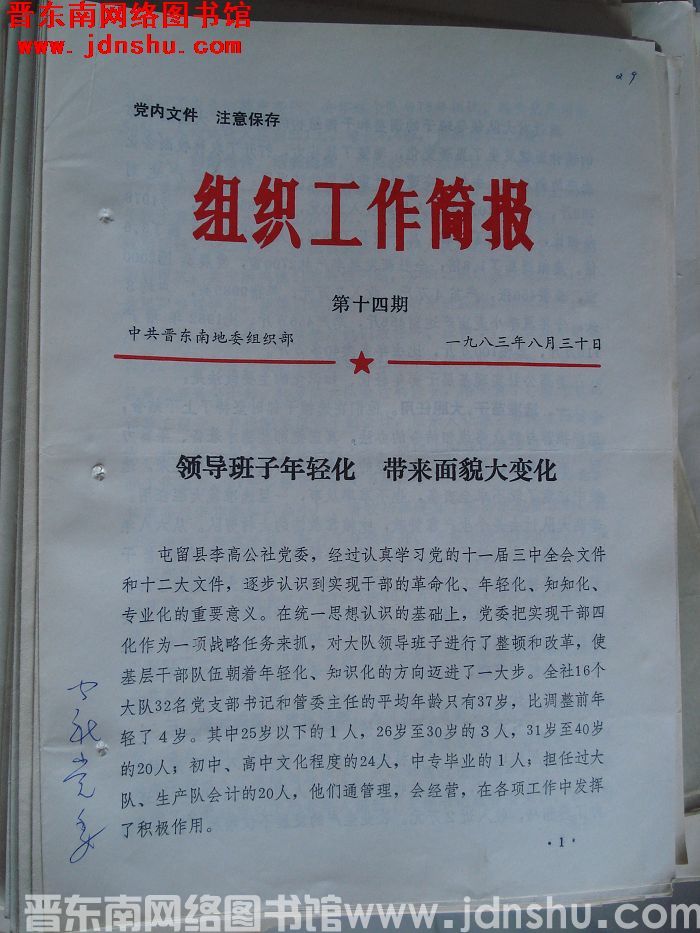 晋东南网络图书馆
www.jdnshu.com
29
党内文件 注意保存
组织工作简报
第十四期
中共晋东南地委组织部 一九八三年八月三十日
领导班子年轻化 带来面貌大变化
屯留县李高公社党委，经过认真学习党的十一届三中全会文件
和十二大文件，逐步认识到实现干部的革命化、年轻化、知知化、
专业化的重要意义。在统一思想认识的基础上，党委把实现干部四
化作为一项战略任务来抓，对大队领导班子进行了整顿和改革，使
基层干部队伍朝着年轻化、知识化的方向迈进了一大步。全社16个
大队32名党支部书记和管委主任的平均年龄只有37岁，比调整前年
轻了4岁。其中25岁以下的1人，26岁至30岁的3人，31岁至40岁
的20人；初中、高中文化程度的24人，中专毕业的1人；担任过大
队、生产队会计的20人，他们通管理，会经营，在各项工作中发挥
了积极作用。
·1·
晋东南网络图书馆 www.jdnshu.com